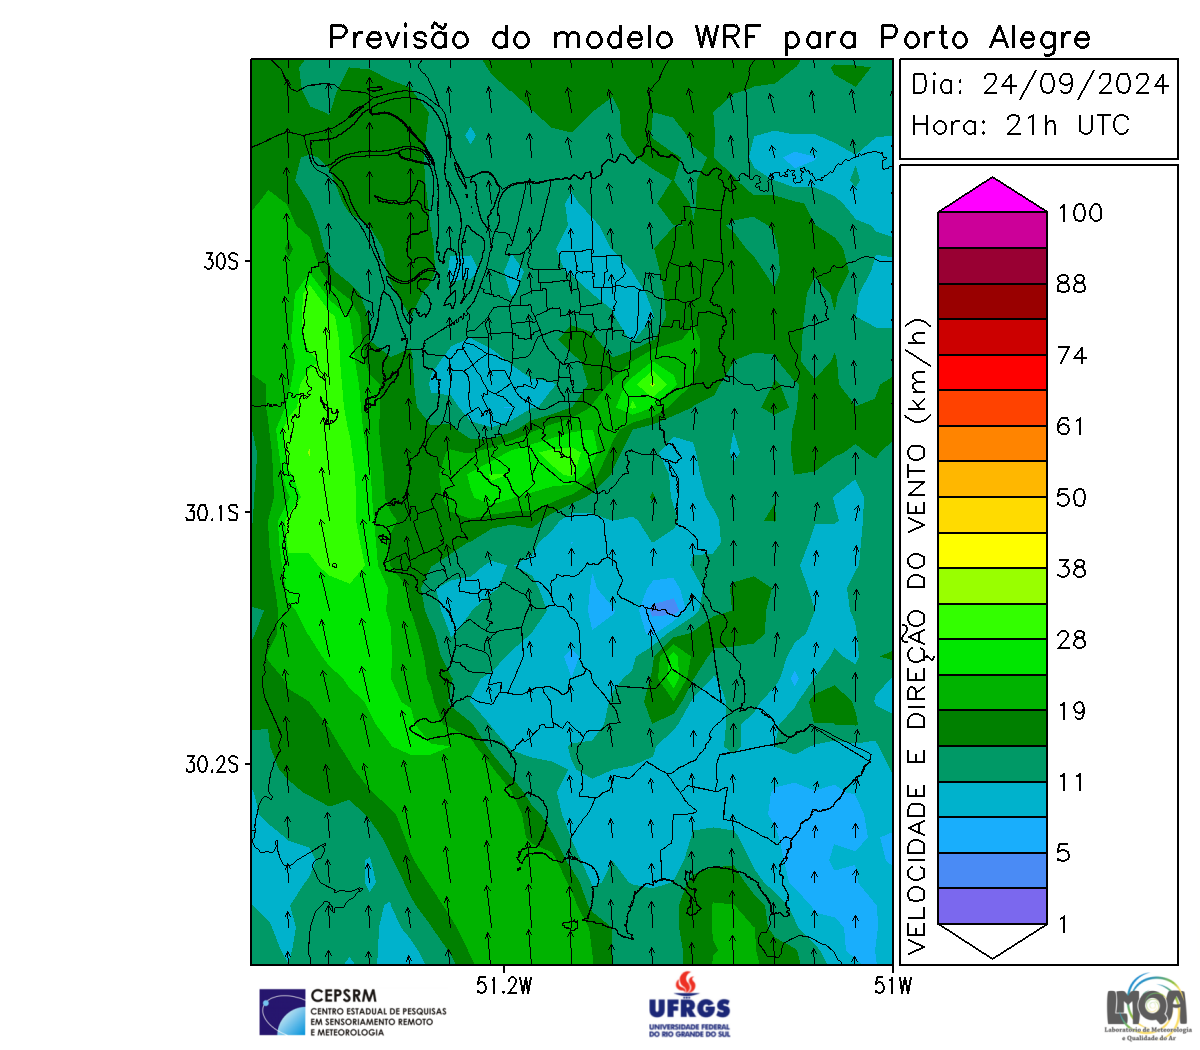 Previsão do modelo WRF para Porto Alegre
Dia: 24/09/2024
Hora: 21h UTC
30S
30.1S
30.2S
51.2W
51W
VELOCIDADE E DIREÇÃO DO VENTO (km/h)
100
88
74
61
50
38
28
19
11
5
1
CEPSRM
CENTRO ESTADUAL DE PESQUISAS
EM SENSORIAMENTO REMOTO
E METEOROLOGIA
UFRGS
UNIVERSIDADE FEDERAL
DO RIO GRANDE DO SUL
LMQA
Laboratório de Meteorologia
e Qualidade do Ar